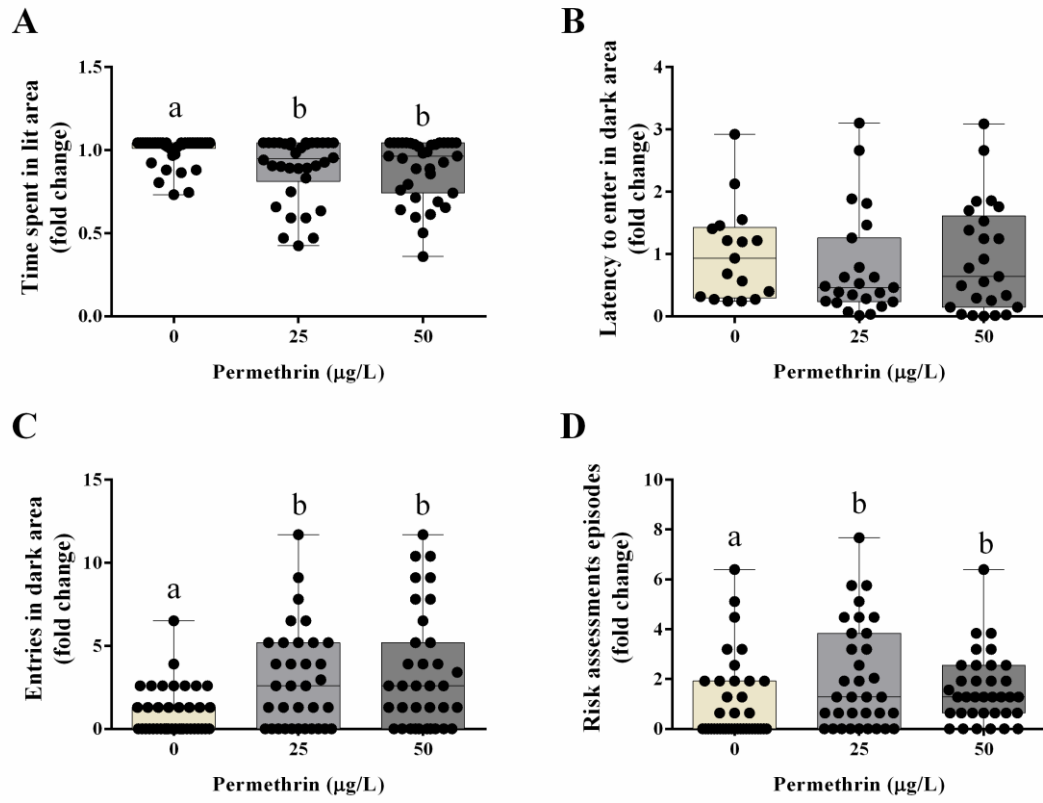 A
Time spent in lit area
(fold change)
1.5
1.0
0.5
0.0
a
b
b
0
25
50
Permethrin (μg/L)
B
Latency to enter in dark area
(fold change)
4
3
2
1
0
0
25
50
Permethrin (μg/L)
C
Entries in dark area
(fold change)
15
10
5
0
a
b
b
0
25
50
Permethrin (μg/L)
D
Risk assessments episodes
(fold change)
10
8
6
4
2
0
a
b
b
0
25
50
Permethrin (μg/L)